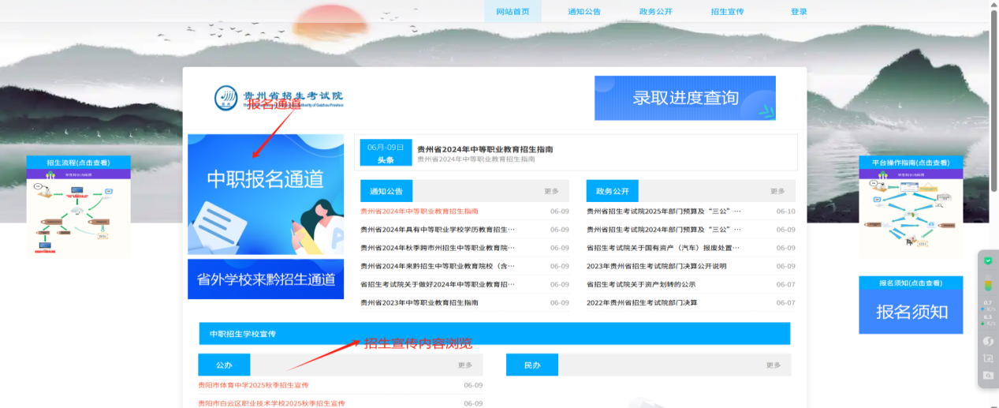 网站首页 通知公告 政务公开 招生宣传 登录
贵州省招生考试院
报名通道
录取进度查询
招生流程(点击查看)
中职报名通道
省外学校来黔招生通道
06月-09日
头条
贵州省2024年中等职业教育招生指南
贵州省2024年中等职业教育招生指南
通知公告 更多
贵州省2024年中等职业教育招生指南 06-09
贵州省2024年具有中等职业学校学历教育招生… 06-09
贵州省2024年秋季跨市州招生中等职业教育院… 06-09
贵州省2024年来黔招生中等职业教育院校（含… 06-09
省招生考试院关于做好2024年中等职业教育招… 06-09
贵州省2023年中等职业教育招生指南 06-09
政务公开 更多
贵州省招生考试院2025年部门预算及“三公”… 06-10
贵州省招生考试院2024年部门预算及“三公”… 06-09
省招生考试院关于国有资产（汽车）报废处置… 06-09
2023年贵州省招生考试院部门决算公开说明 06-09
省招生考试院关于资产划转的公示 06-07
2022年贵州省招生考试院部门决算 06-07
平台操作指南(点击查看)
报名须知(点击查看)
报名须知
中职招生学校宣传
招生宣传内容浏览
公办 更多
贵阳市体育中学2025秋季招生宣传 06-09
贵阳市白云区职业技术学校2025秋季招生宣传 06-09
民办 更多